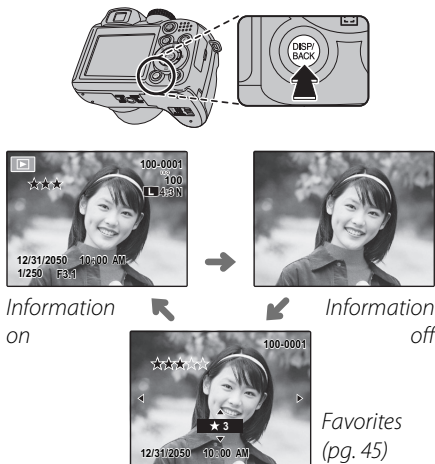 DISP/
BACK
100-0001
ISO
100
L 4:3 N
12/31/2050 10:00 AM
1/250 F3.1
Information
on
Information
off
100-0001
★ 3
12/31/2050 10:00 AM
Favorites
(pg. 45)